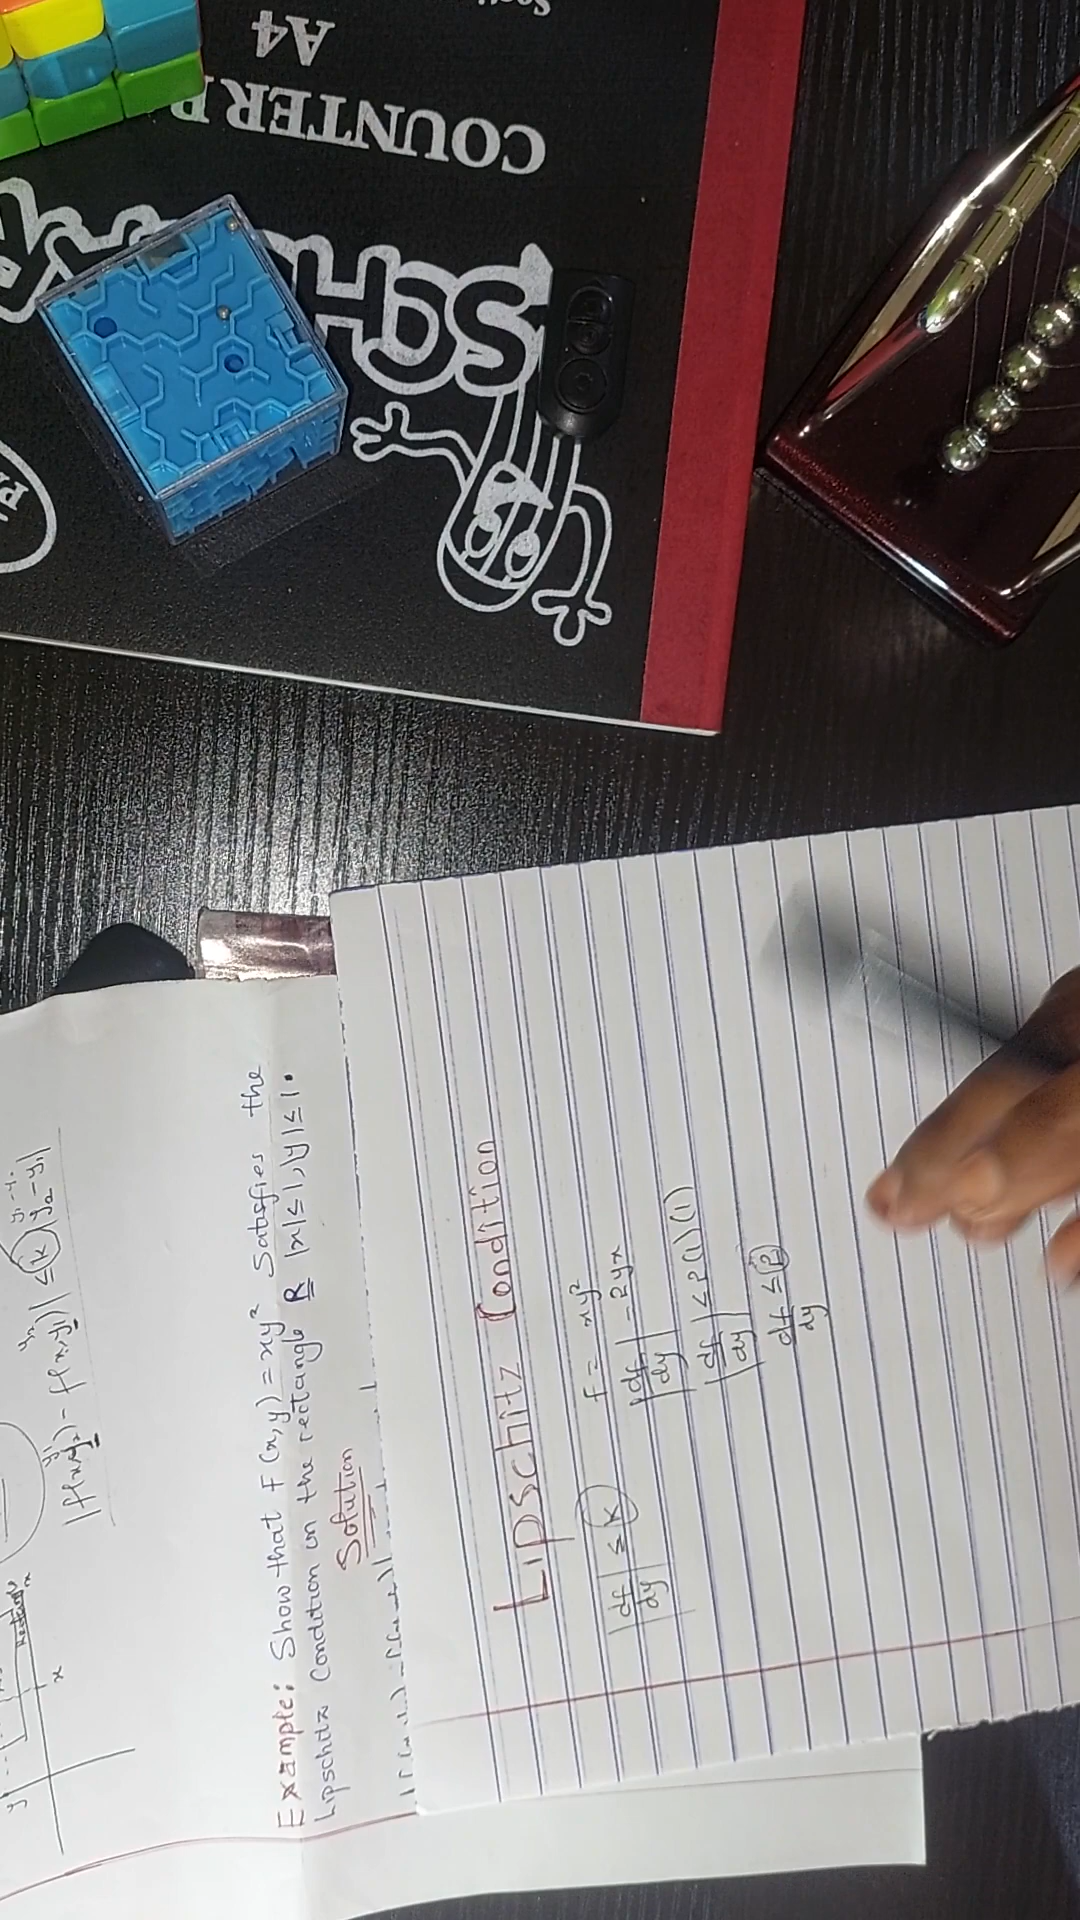 A4
COUNTER
|f(x,y₂) - f(x,y₁)| ≤ K|y₂ - y₁|
Rectangle
x
x
y
Example: Show that f(x,y) = xy² Satisfies the
Lipschitz Condition on the rectangle R |x| ≤ 1, |y| ≤ 1.
Solution
Lipschitz Condition
|df/dy| ≤ K
f = xy²
|df/dy| = 2yx
|df/dy| ≤ 2(1)(1)
df/dy ≤ 2